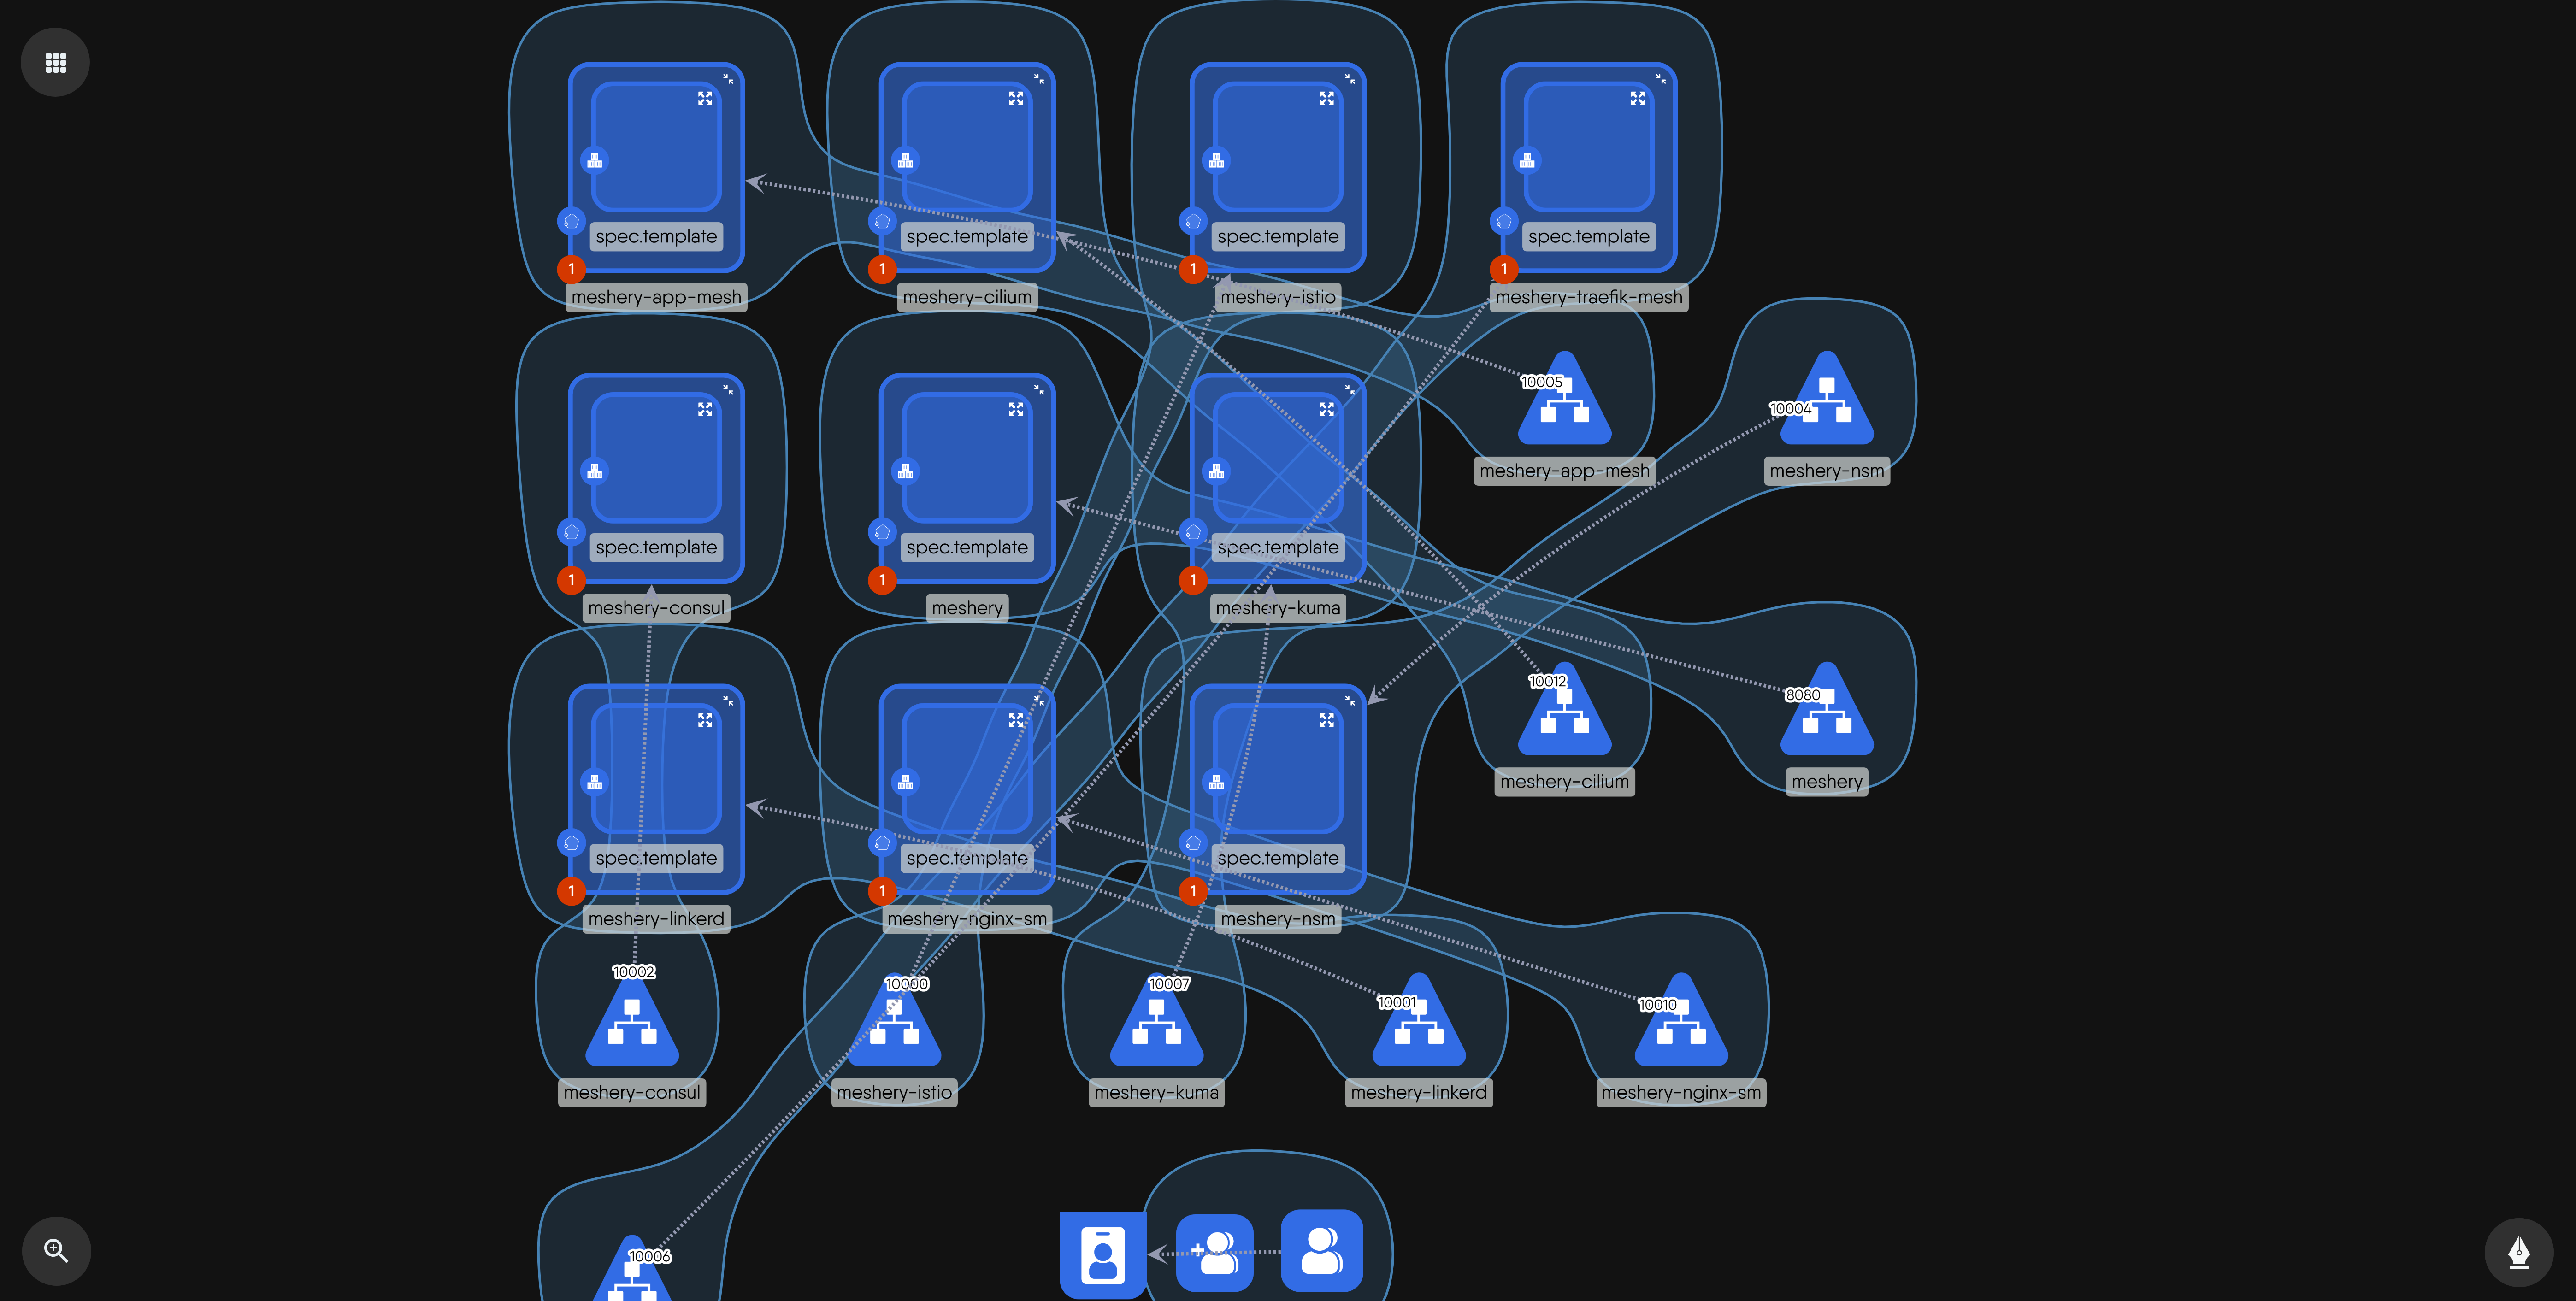 spec.template
spec.template
spec.template
spec.template
1
1
1
1
meshery-app-mesh
meshery-cilium
meshery-istio
meshery-traefik-mesh
10005
10004
meshery-app-mesh
meshery-nsm
spec.template
spec.template
spec.template
1
1
1
meshery-consul
meshery
meshery-kuma
10012
8080
meshery-cilium
meshery
spec.template
spec.template
spec.template
1
1
1
meshery-linkerd
meshery-nginx-sm
meshery-nsm
10002
10000
10007
10001
10010
meshery-consul
meshery-istio
meshery-kuma
meshery-linkerd
meshery-nginx-sm
10006